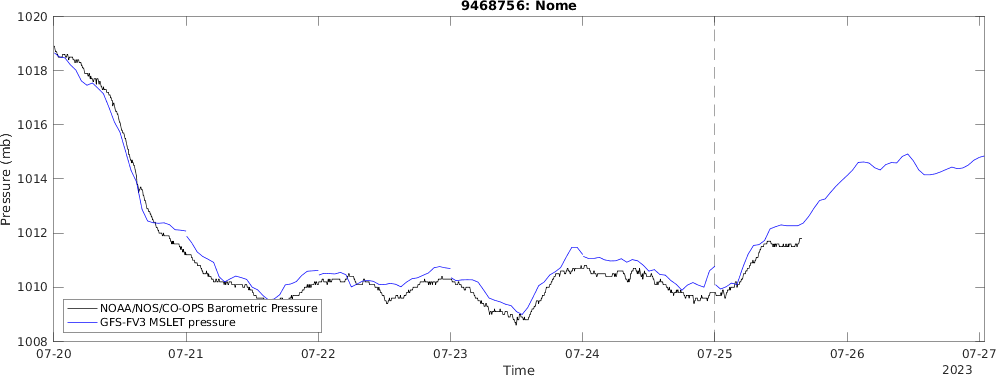 9468756: Nome
1020
1018
1016
1014
1012
1010
1008
Pressure (mb)
NOAA/NOS/CO-OPS Barometric Pressure
GFS-FV3 MSLET pressure
07-20 07-21 07-22 07-23 07-24 07-25 07-26 07-27
Time
2023